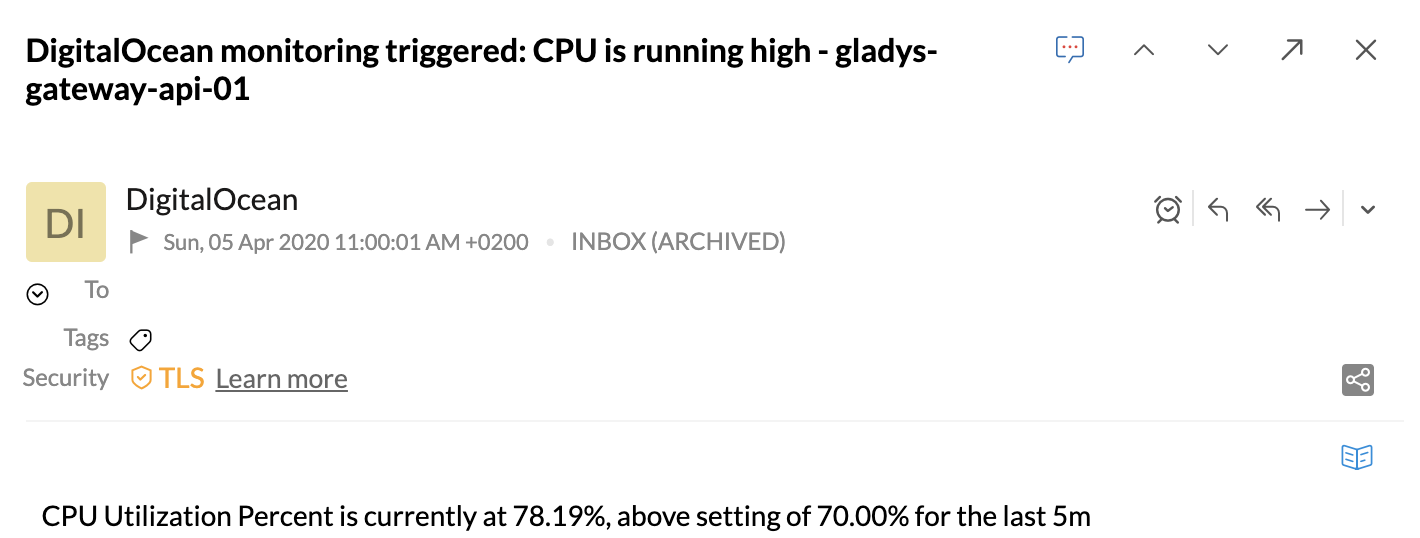 DigitalOcean monitoring triggered: CPU is running high - gladys-
gateway-api-01
DI
DigitalOcean
Sun, 05 Apr 2020 11:00:01 AM +0200 • INBOX (ARCHIVED)
To
Tags
Security TLS Learn more
CPU Utilization Percent is currently at 78.19%, above setting of 70.00% for the last 5m